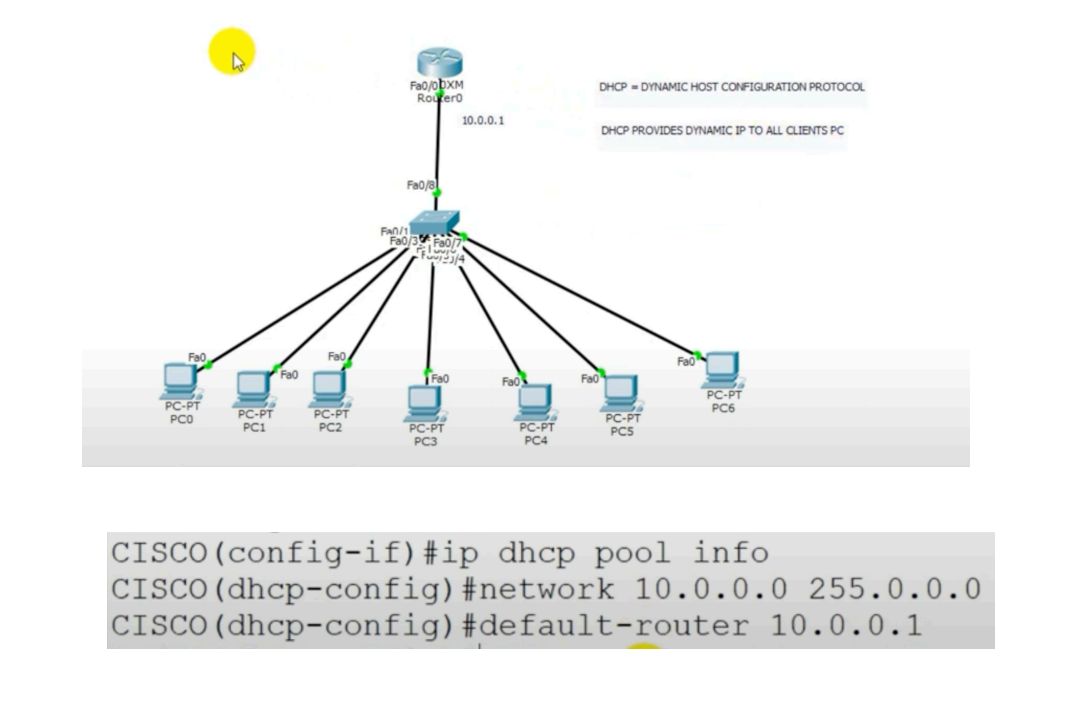 Fa0/0
Router0
DHCP = DYNAMIC HOST CONFIGURATION PROTOCOL
10.0.0.1
DHCP PROVIDES DYNAMIC IP TO ALL CLIENTS PC
Fa0/8
Fa0/1
Fa0/3
Fa0/7
Fa0
Fa0
Fa0
Fa0
Fa0
Fa0
Fa0
PC-PT
PC0
PC-PT
PC1
PC-PT
PC2
PC-PT
PC3
PC-PT
PC4
PC-PT
PC5
PC-PT
PC6
CISCO(config-if)#ip dhcp pool info
CISCO(dhcp-config)#network 10.0.0.0 255.0.0.0
CISCO(dhcp-config)#default-router 10.0.0.1